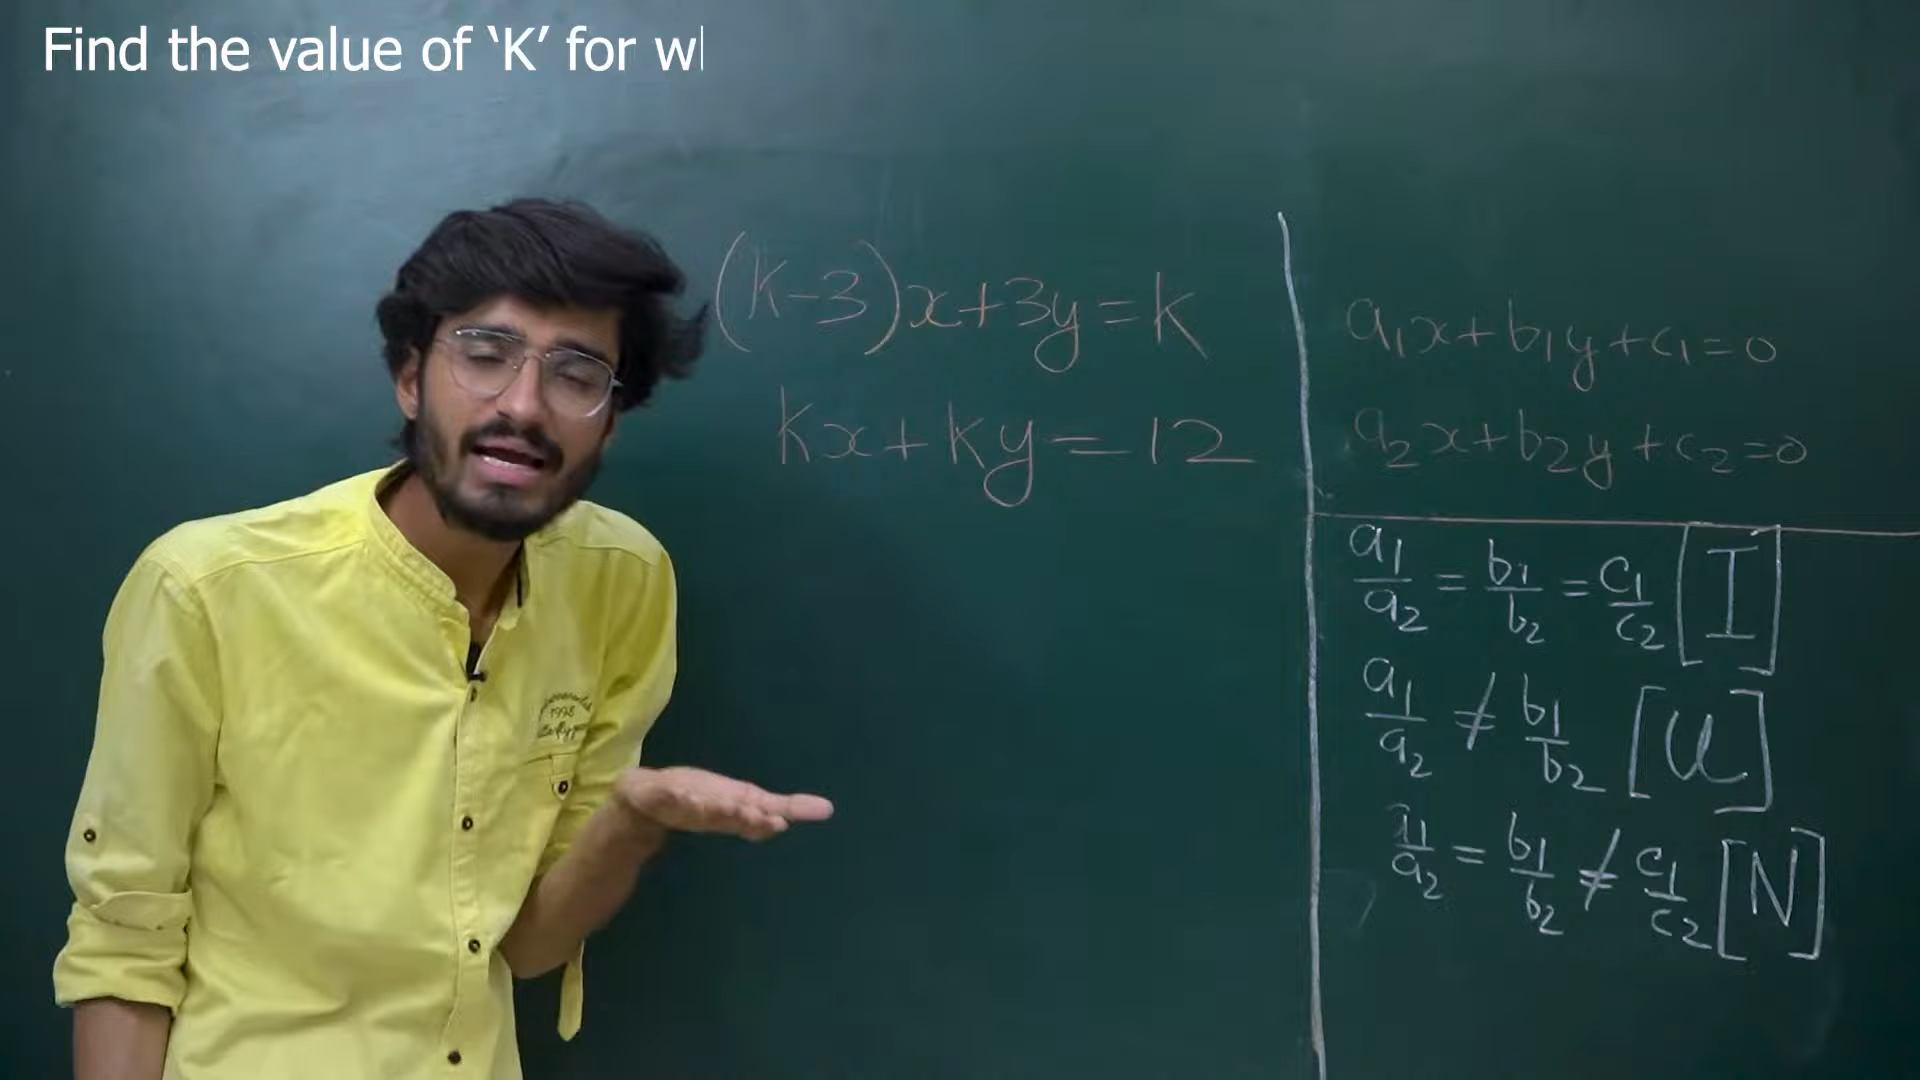 Find the value of ‘K’ for w
(K-3)x+3y=K
Kx+Ky=12
a₁x+b₁y+c₁=0
a₂x+b₂y+c₂=0
a₁/a₂ = b₁/b₂ = c₁/c₂ [I]
a₁/a₂ ≠ b₁/b₂ [U]
a₁/a₂ = b₁/b₂ ≠ c₁/c₂ [N]
1998